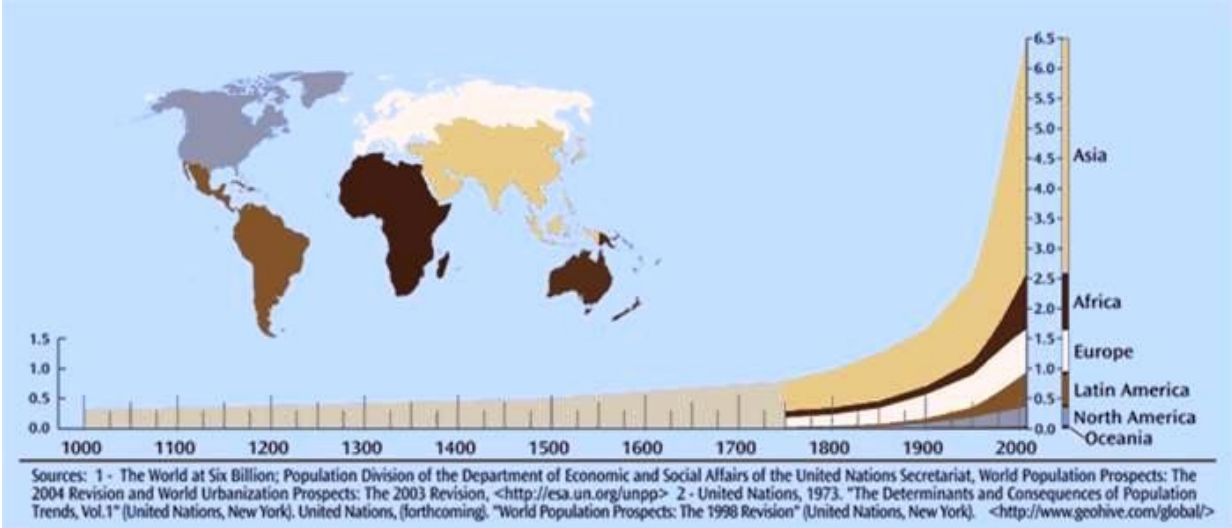 6.5
6.0
5.5
5.0
4.5
4.0
3.5
3.0
2.5
2.0
1.5
1.0
0.5
0.0
Asia
Africa
Europe
Latin America
North America
Oceania
1.5
1.0
0.5
0.0
1000 1100 1200 1300 1400 1500 1600 1700 1800 1900 2000
Sources: 1 - The World at Six Billion; Population Division of the Department of Economic and Social Affairs of the United Nations Secretariat, World Population Prospects: The
2004 Revision and World Urbanization Prospects: The 2003 Revision, <http://esa.un.org/unpp> 2 - United Nations, 1973. "The Determinants and Consequences of Population
Trends, Vol.1" (United Nations, New York). United Nations, (forthcoming). "World Population Prospects: The 1998 Revision" (United Nations, New York). <http://www.geohive.com/global/>